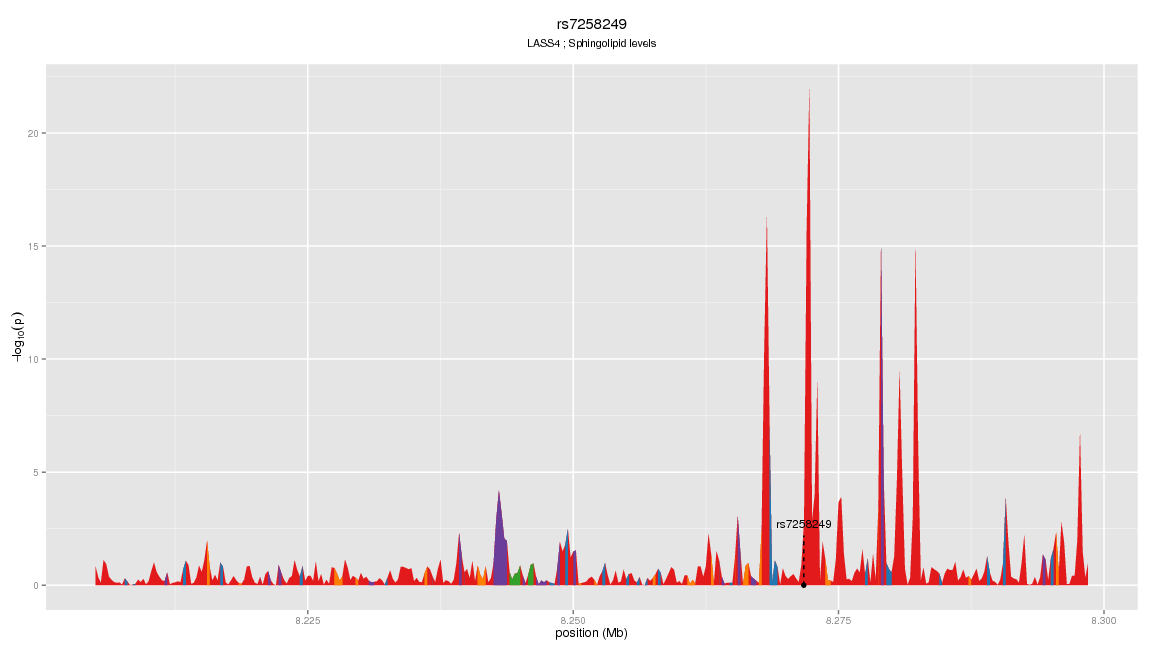 rs7258249
LASS4 ; Sphingolipid levels
−log10(p)
20
15
10
5
0
rs7258249
8.225 8.250 8.275 8.300
position (Mb)